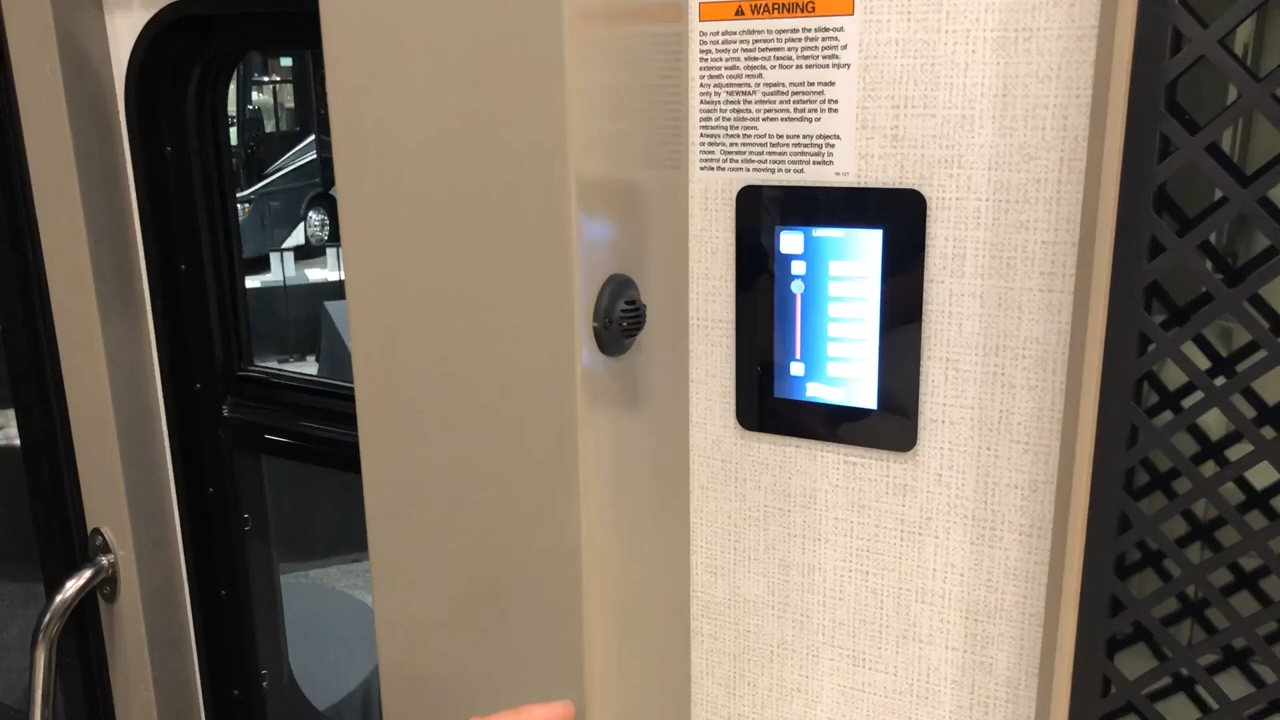 WARNING
Do not allow children to operate the slide-out.
Do not allow any person to place their arms,
legs, body or head between any pinch point of
the lock arms, slide-out fascia, interior walls,
exterior walls, objects, or floor as serious injury
or death could result.
Any adjustments, or repairs, must be made
only by "NEWMAR" qualified personnel.
Always check the interior and exterior of the
coach for objects, or persons, that are in the
path of the slide-out when extending or
retracting the room.
Always check the roof to be sure any objects,
or debris, are removed before retracting the
room. Operator must remain continually in
control of the slide-out room control switch
while the room is moving in or out.